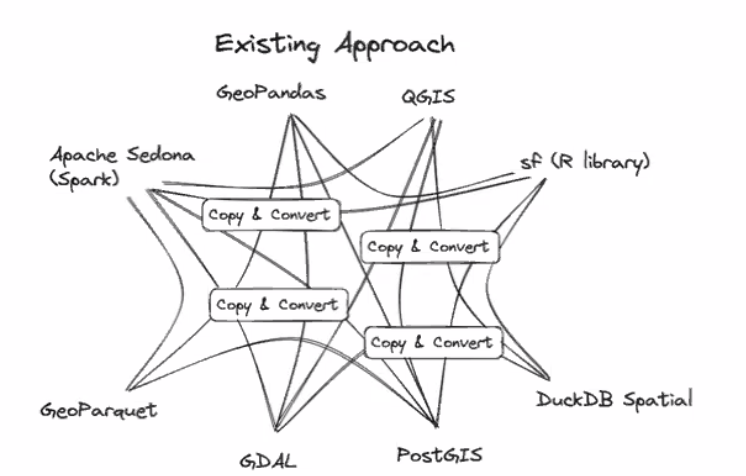 Existing Approach
GeoPandas
QGIS
Apache Sedona
(Spark)
sf (R library)
Copy & Convert
Copy & Convert
Copy & Convert
Copy & Convert
GeoParquet
DuckDB Spatial
GDAL
PostGIS